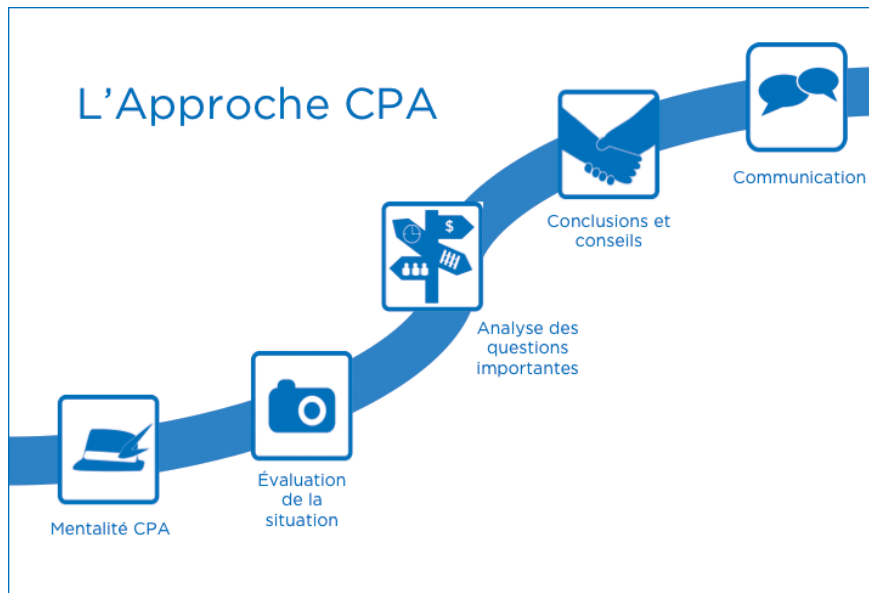 L'Approche CPA
$
Communication
Conclusions et
conseils
Analyse des
questions
importantes
Évaluation
de la
situation
Mentalité CPA